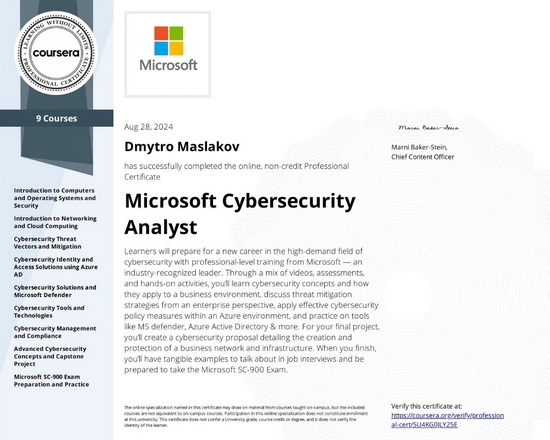 LEARNING WITHOUT LIMITS
coursera
PROFESSIONAL CERTIFICATE
9 Courses
Introduction to Computers
and Operating Systems and
Security
Introduction to Networking
and Cloud Computing
Cybersecurity Threat
Vectors and Mitigation
Cybersecurity Identity and
Access Solutions using Azure
AD
Cybersecurity Solutions and
Microsoft Defender
Cybersecurity Tools and
Technologies
Cybersecurity Management
and Compliance
Advanced Cybersecurity
Concepts and Capstone
Project
Microsoft SC-900 Exam
Preparation and Practice
Microsoft
Aug 28, 2024
Dmytro Maslakov
has successfully completed the online, non-credit Professional
Certificate
Microsoft Cybersecurity
Analyst
Learners will prepare for a new career in the high-demand field of
cybersecurity with professional-level training from Microsoft — an
industry-recognized leader. Through a mix of videos, assessments,
and hands-on activities, you'll learn cybersecurity concepts and how
they apply to a business environment, discuss threat mitigation
strategies from an enterprise perspective, apply effective cybersecurity
policy measures within an Azure environment, and practice on tools
like MS defender, Azure Active Directory & more. For your final project,
you'll create a cybersecurity proposal detailing the creation and
protection of a business network and infrastructure. When you finish,
you'll have tangible examples to talk about in job interviews and be
prepared to take the Microsoft SC-900 Exam.
Marni Baker-Stein
Marni Baker-Stein,
Chief Content Officer
The online specialization named in this certificate may draw on material from courses taught on-campus, but the included
courses are not equivalent to on-campus courses. Participation in this online specialization does not constitute enrollment
at this university. This certificate does not confer a University grade, course credit or degree, and it does not verify the
identity of the learner.
Verify this certificate at:
https://coursera.org/verify/profession
al-cert/5U4KG0JLY25E